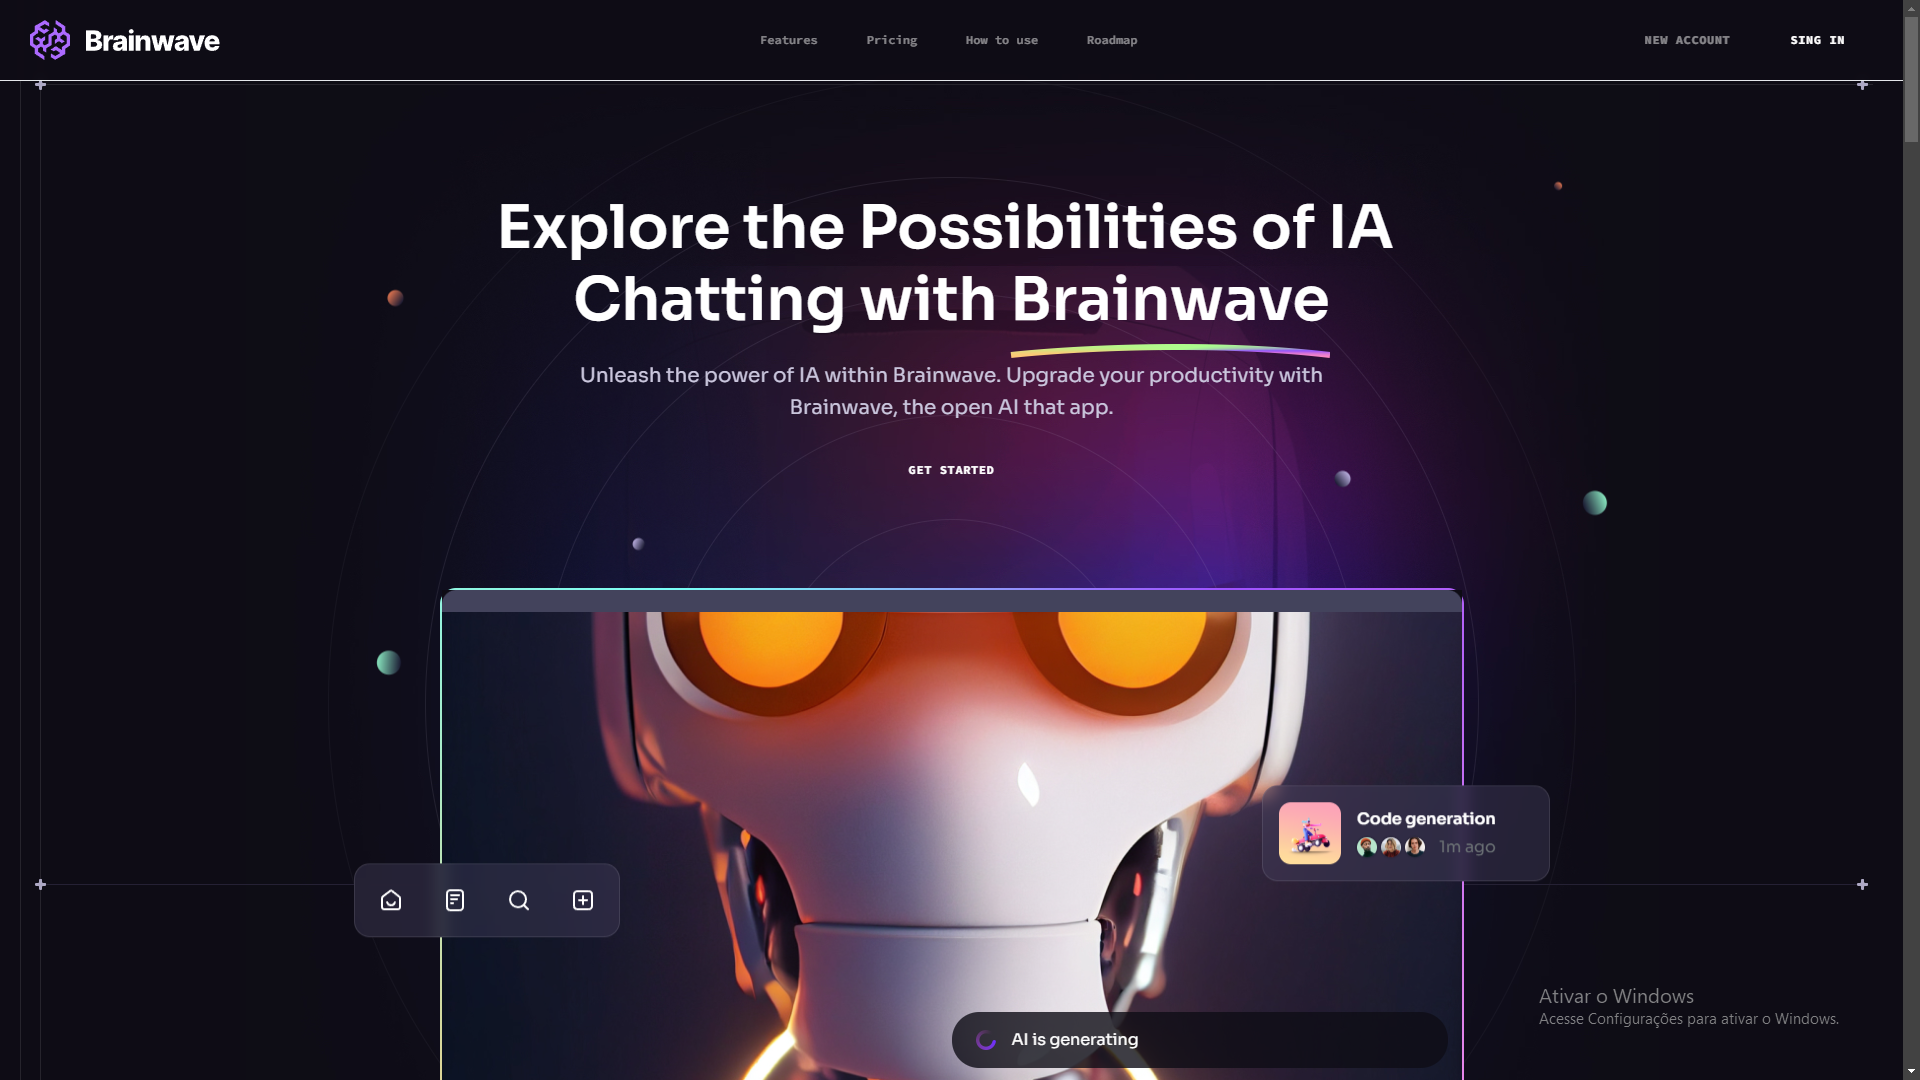 Brainwave
Features
Pricing
How to use
Roadmap
NEW ACCOUNT
SING IN
Explore the Possibilities of IA
Chatting with Brainwave
Unleash the power of IA within Brainwave. Upgrade your productivity with
Brainwave, the open AI that app.
GET STARTED
Code generation
1m ago
Ativar o Windows
Acesse Configurações para ativar o Windows.
AI is generating